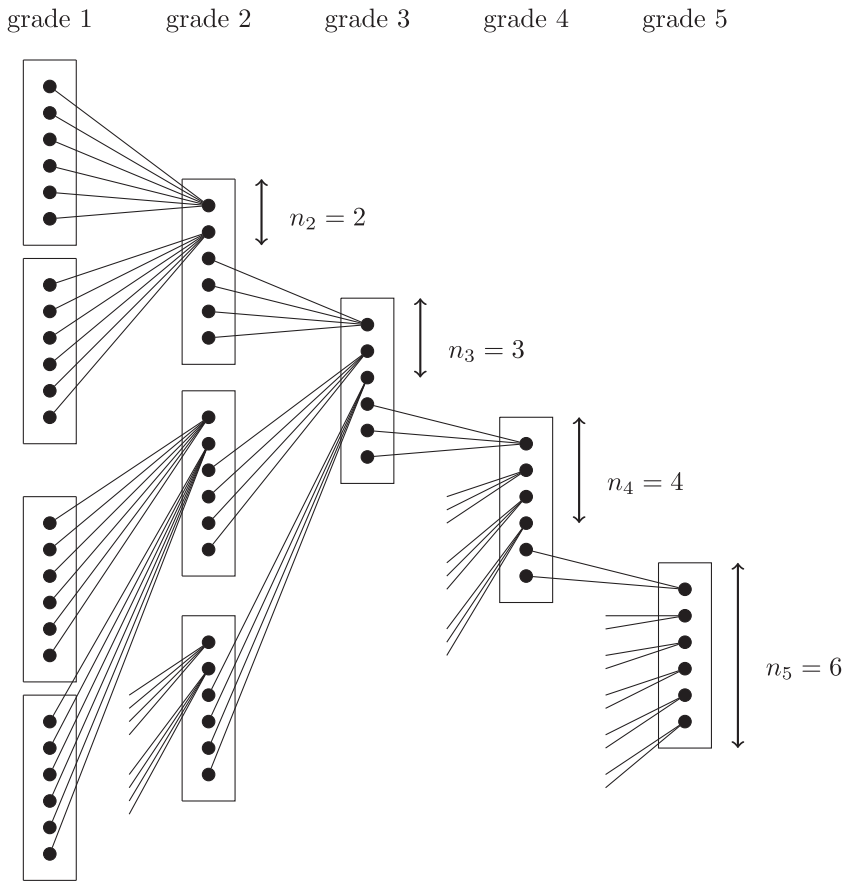 grade 1 grade 2 grade 3 grade 4 grade 5
n₂ = 2
n₃ = 3
n₄ = 4
n₅ = 6